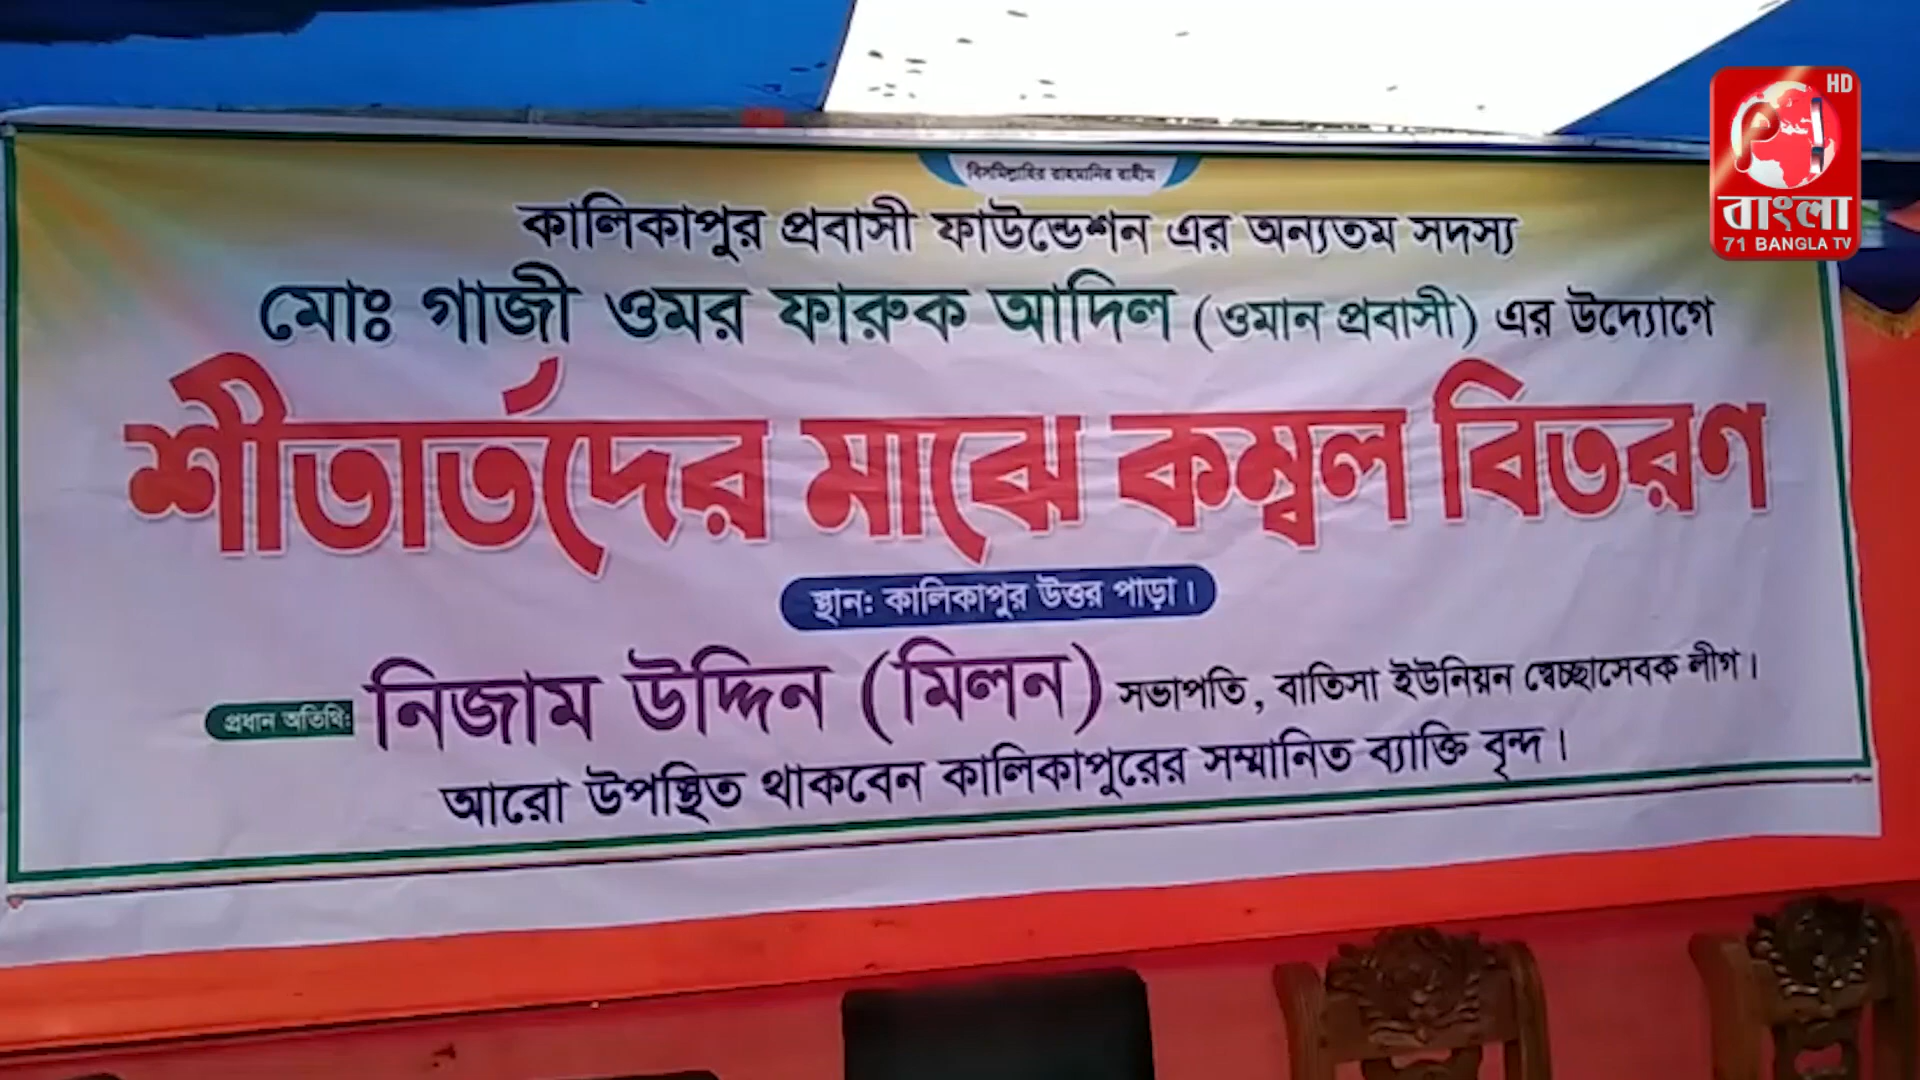 HD
বাংলা
71 BANGLA TV
বিসমিল্লাহির রাহমানির রাহীম
কালিকাপুর প্রবাসী ফাউন্ডেশন এর অন্যতম সদস্য
মোঃ গাজী ওমর ফারুক আদিল (ওমান প্রবাসী) এর উদ্যোগে
শীতার্তদের মাঝে কম্বল বিতরণ
স্থান: কালিকাপুর উত্তর পাড়া।
প্রধান অতিথি: নিজাম উদ্দিন (মিলন) সভাপতি, বাতিসা ইউনিয়ন স্বেচ্ছাসেবক লীগ।
আরো উপস্থিত থাকবেন কালিকাপুরের সম্মানিত ব্যাক্তি বৃন্দ।